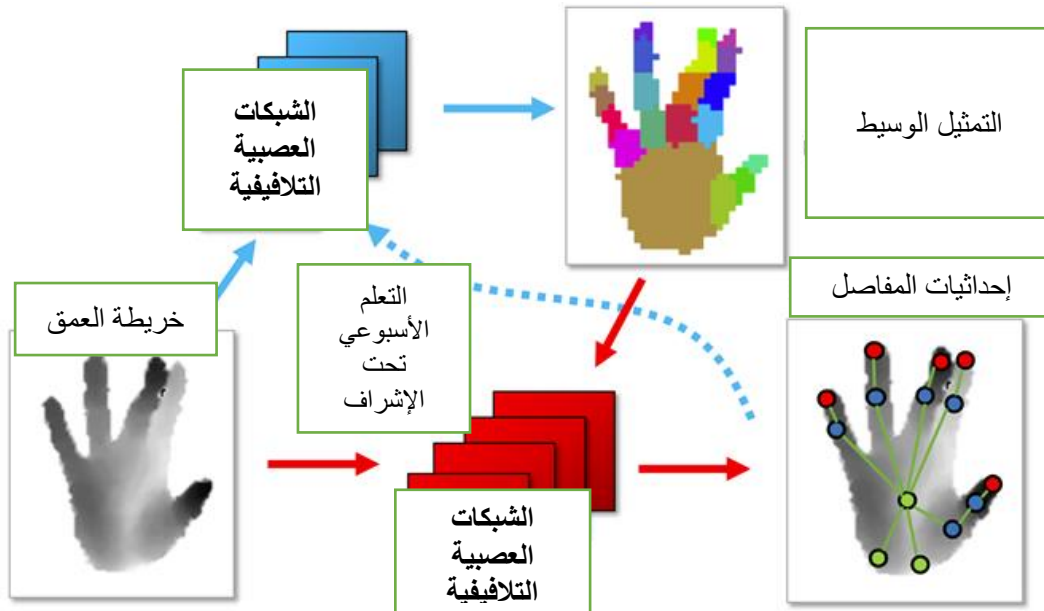 الشبكات
العصبية
التلافيفية
التمثيل الوسيط
إحداثيات المفاصل
خريطة العمق
التعلم
الأسبوعي
تحت
الإشراف
الشبكات
العصبية
التلافيفية